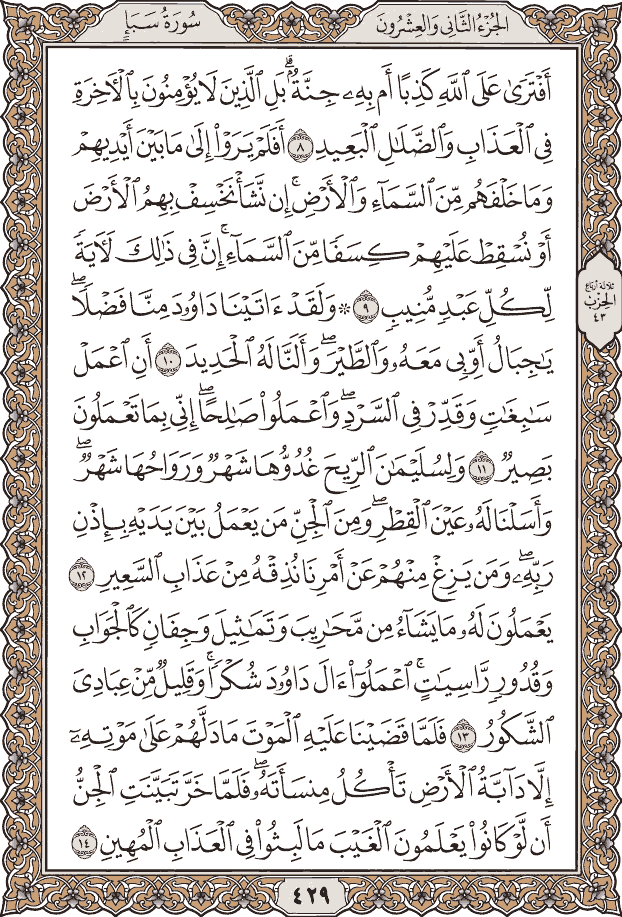 الجزء الثاني والعشرون
سورة سبإ
أَفْتَرَىٰ عَلَى ٱللَّهِ كَذِبًا أَم بِهِۦ جِنَّةٌۢ ۗ بَلِ ٱلَّذِينَ لَا يُؤْمِنُونَ بِٱلْـَٔاخِرَةِ
فِى ٱلْعَذَابِ وَٱلضَّلَٰلِ ٱلْبَعِيدِ ٨ أَفَلَمْ يَرَوْا۟ إِلَىٰ مَا بَيْنَ أَيْدِيهِمْ
وَمَا خَلْفَهُم مِّنَ ٱلسَّمَآءِ وَٱلْأَرْضِ ۚ إِن نَّشَأْ نَخْسِفْ بِهِمُ ٱلْأَرْضَ
أَوْ نُسْقِطْ عَلَيْهِمْ كِسَفًا مِّنَ ٱلسَّمَآءِ ۚ إِنَّ فِى ذَٰلِكَ لَـَٔايَةً
لِّكُلِّ عَبْدٍ مُّنِيبٍ ٩ ۞ وَلَقَدْ ءَاتَيْنَا دَاوُۥدَ مِنَّا فَضْلًا ۖ
يَٰجِبَالُ أَوِّبِى مَعَهُۥ وَٱلطَّيْرَ ۖ وَأَلَنَّا لَهُ ٱلْحَدِيدَ ١٠ أَنِ ٱعْمَلْ
سَٰبِغَٰتٍ وَقَدِّرْ فِى ٱلسَّرْدِ ۖ وَٱعْمَلُوا۟ صَٰلِحًا ۖ إِنِّى بِمَا تَعْمَلُونَ
بَصِيرٌ ١١ وَلِسُلَيْمَٰنَ ٱلرِّيحَ غُدُوُّهَا شَهْرٌ وَرَوَاحُهَا شَهْرٌ ۖ
وَأَسَلْنَا لَهُۥ عَيْنَ ٱلْقِطْرِ ۖ وَمِنَ ٱلْجِنِّ مَن يَعْمَلُ بَيْنَ يَدَيْهِ بِإِذْنِ
رَبِّهِۦ ۖ وَمَن يَزِغْ مِنْهُمْ عَنْ أَمْرِنَا نُذِقْهُ مِنْ عَذَابِ ٱلسَّعِيرِ ١٢
يَعْمَلُونَ لَهُۥ مَا يَشَآءُ مِن مَّحَٰرِيبَ وَتَمَٰثِيلَ وَجِفَانٍ كَٱلْجَوَابِ
وَقُدُورٍ رَّاسِيَٰتٍ ۚ ٱعْمَلُوٓا۟ ءَالَ دَاوُۥدَ شُكْرًا ۚ وَقَلِيلٌ مِّنْ عِبَادِىَ
ٱلشَّكُورُ ١٣ فَلَمَّا قَضَيْنَا عَلَيْهِ ٱلْمَوْتَ مَا دَلَّهُمْ عَلَىٰ مَوْتِهِۦٓ
إِلَّا دَآبَّةُ ٱلْأَرْضِ تَأْكُلُ مِنسَأَتَهُۥ ۖ فَلَمَّا خَرَّ تَبَيَّنَتِ ٱلْجِنُّ
أَن لَّوْ كَانُوا۟ يَعْلَمُونَ ٱلْغَيْبَ مَا لَبِثُوا۟ فِى ٱلْعَذَابِ ٱلْمُهِينِ ١٤
ثلاثة أرباع
الحزب
٤٣
٤٢٩